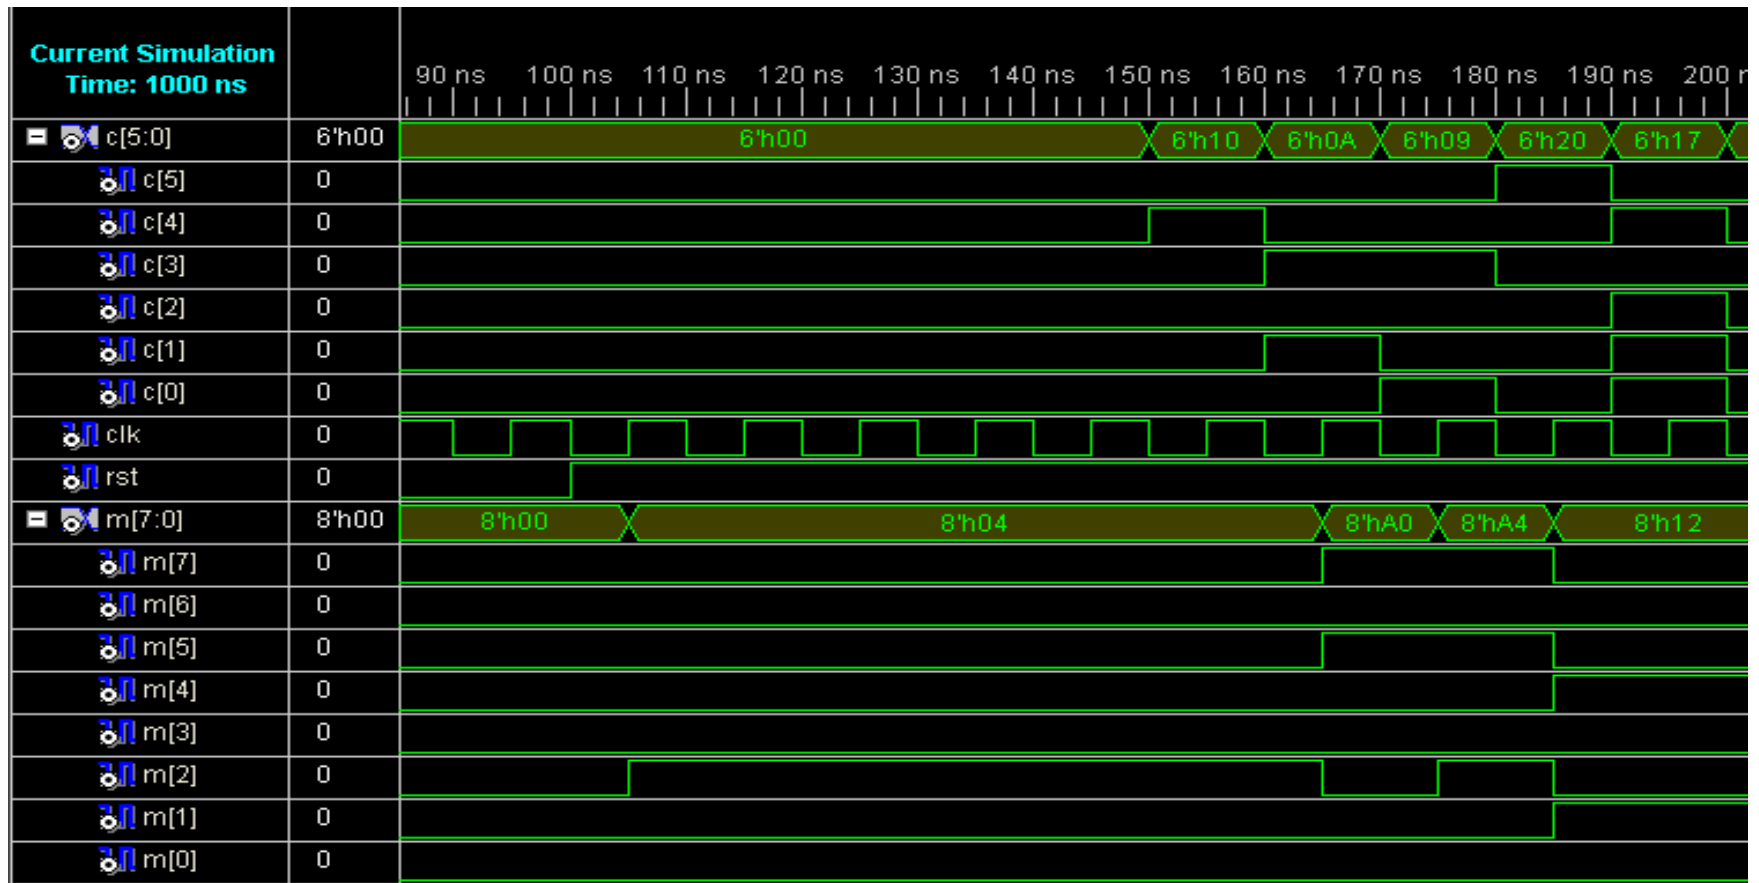 Current Simulation
Time: 1000 ns
90 ns 100 ns 110 ns 120 ns 130 ns 140 ns 150 ns 160 ns 170 ns 180 ns 190 ns 200 n
c[5:0] 6'h00 6'h00 6'h10 6'h0A 6'h09 6'h20 6'h17
c[5] 0
c[4] 0
c[3] 0
c[2] 0
c[1] 0
c[0] 0
clk 0
rst 0
m[7:0] 8'h00 8'h00 8'h04 8'hA0 8'hA4 8'h12
m[7] 0
m[6] 0
m[5] 0
m[4] 0
m[3] 0
m[2] 0
m[1] 0
m[0] 0